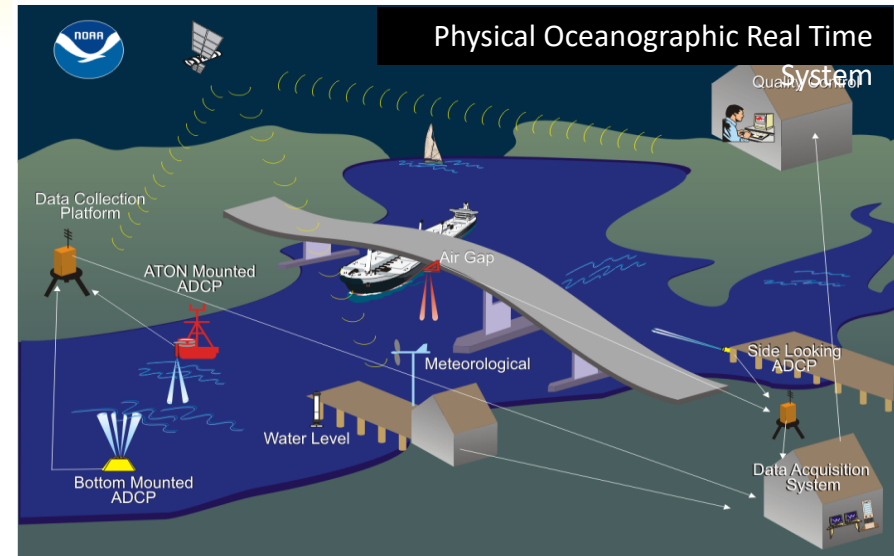 NOAA
Physical Oceanographic Real Time
System
Quality Control
Data Collection
Platform
ATON Mounted
ADCP
Air Gap
Meteorological
Side Looking
ADCP
Water Level
Bottom Mounted
ADCP
Data Acquisition
System